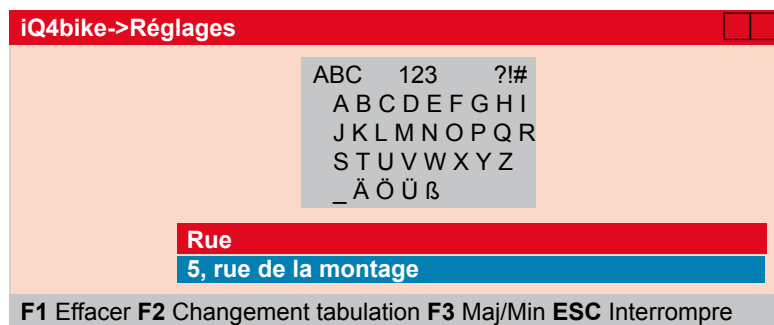 iQ4bike->Réglages
ABC 123 ?!#
A B C D E F G H I
J K L M N O P Q R
S T U V W X Y Z
_ Ä Ö Ü ß
Rue
5, rue de la montage
F1 Effacer F2 Changement tabulation F3 Maj/Min ESC Interrompre